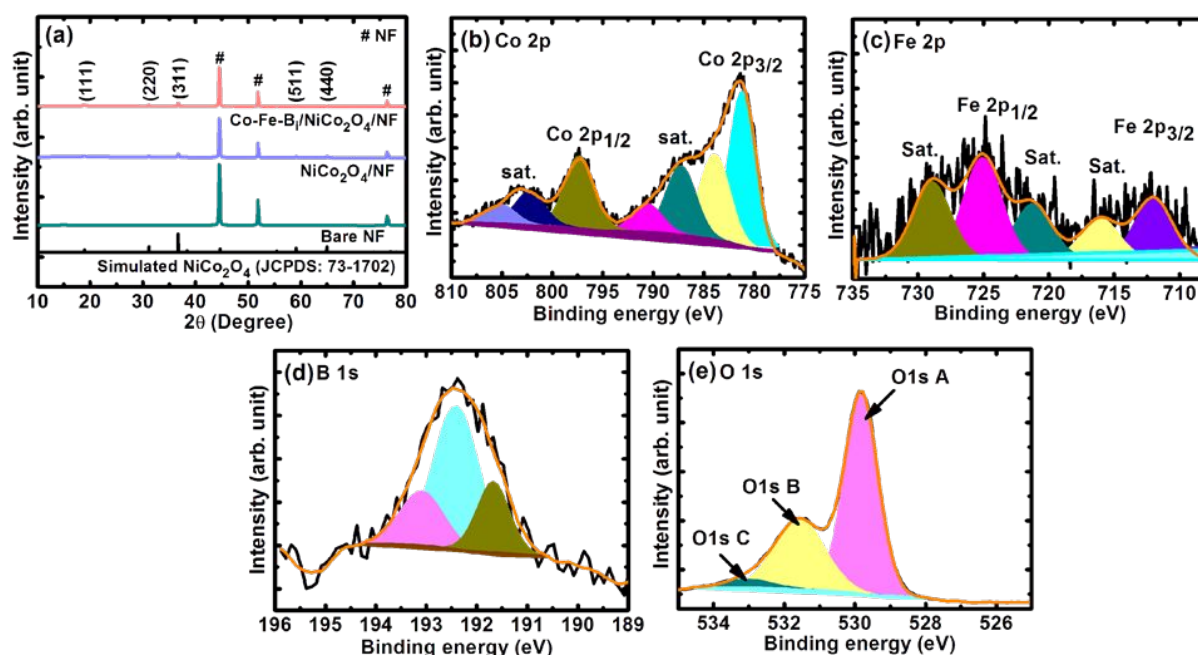 (a)
# NF
(111)
(220)
(311)
#
#
(511)
(440)
#
Co-Fe-Bi/NiCo2O4/NF
NiCo2O4/NF
Bare NF
Simulated NiCo2O4 (JCPDS: 73-1702)
10 20 30 40 50 60 70 80
2θ (Degree)
Intensity (arb. unit)
(b) Co 2p
Co 2p3/2
Co 2p1/2
sat.
sat.
810 805 800 795 790 785 780 775
Binding energy (eV)
Intensity (arb. unit)
(c) Fe 2p
Fe 2p1/2
Fe 2p3/2
Sat.
Sat.
Sat.
735 730 725 720 715 710
Binding energy (eV)
Intensity (arb. unit)
(d) B 1s
196 195 194 193 192 191 190 189
Binding energy (eV)
Intensity (arb. unit)
(e) O 1s
O1s A
O1s B
O1s C
534 532 530 528 526
Binding energy (eV)
Intensity (arb. unit)